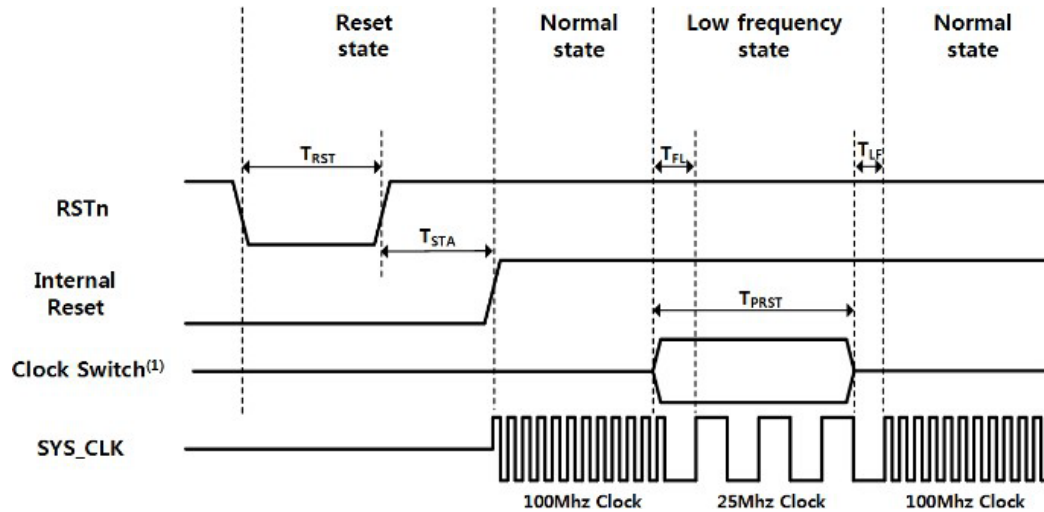 Reset
state
Normal
state
Low frequency
state
Normal
state
TRST
TFL
TLF
RSTn
TSTA
Internal
Reset
TPRST
Clock Switch(1)
SYS_CLK
100Mhz Clock
25Mhz Clock
100Mhz Clock